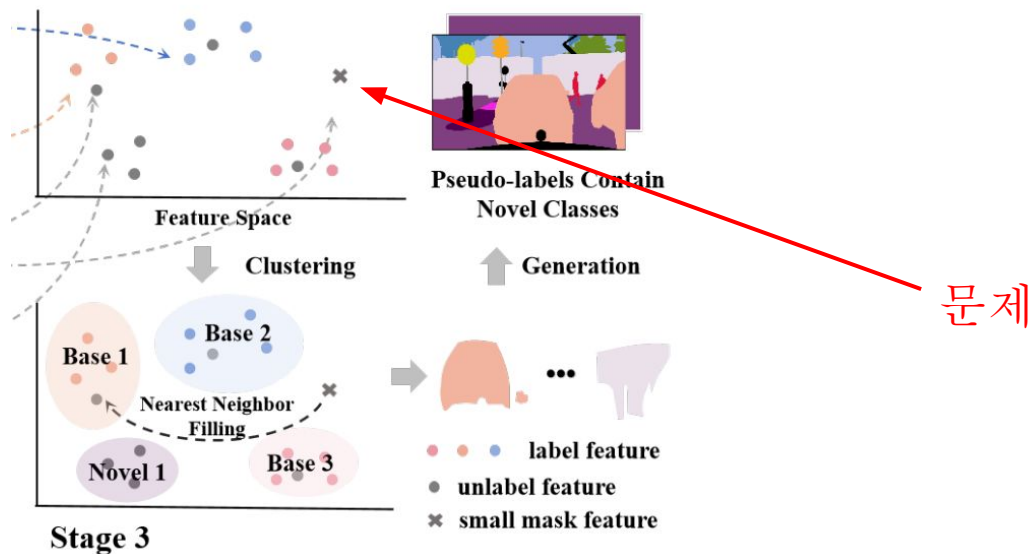 Pseudo-labels Contain
Novel Classes
Feature Space
Clustering
Generation
문제
Base 1
Base 2
Nearest Neighbor
Filling
Novel 1
Base 3
label feature
unlabel feature
small mask feature
Stage 3